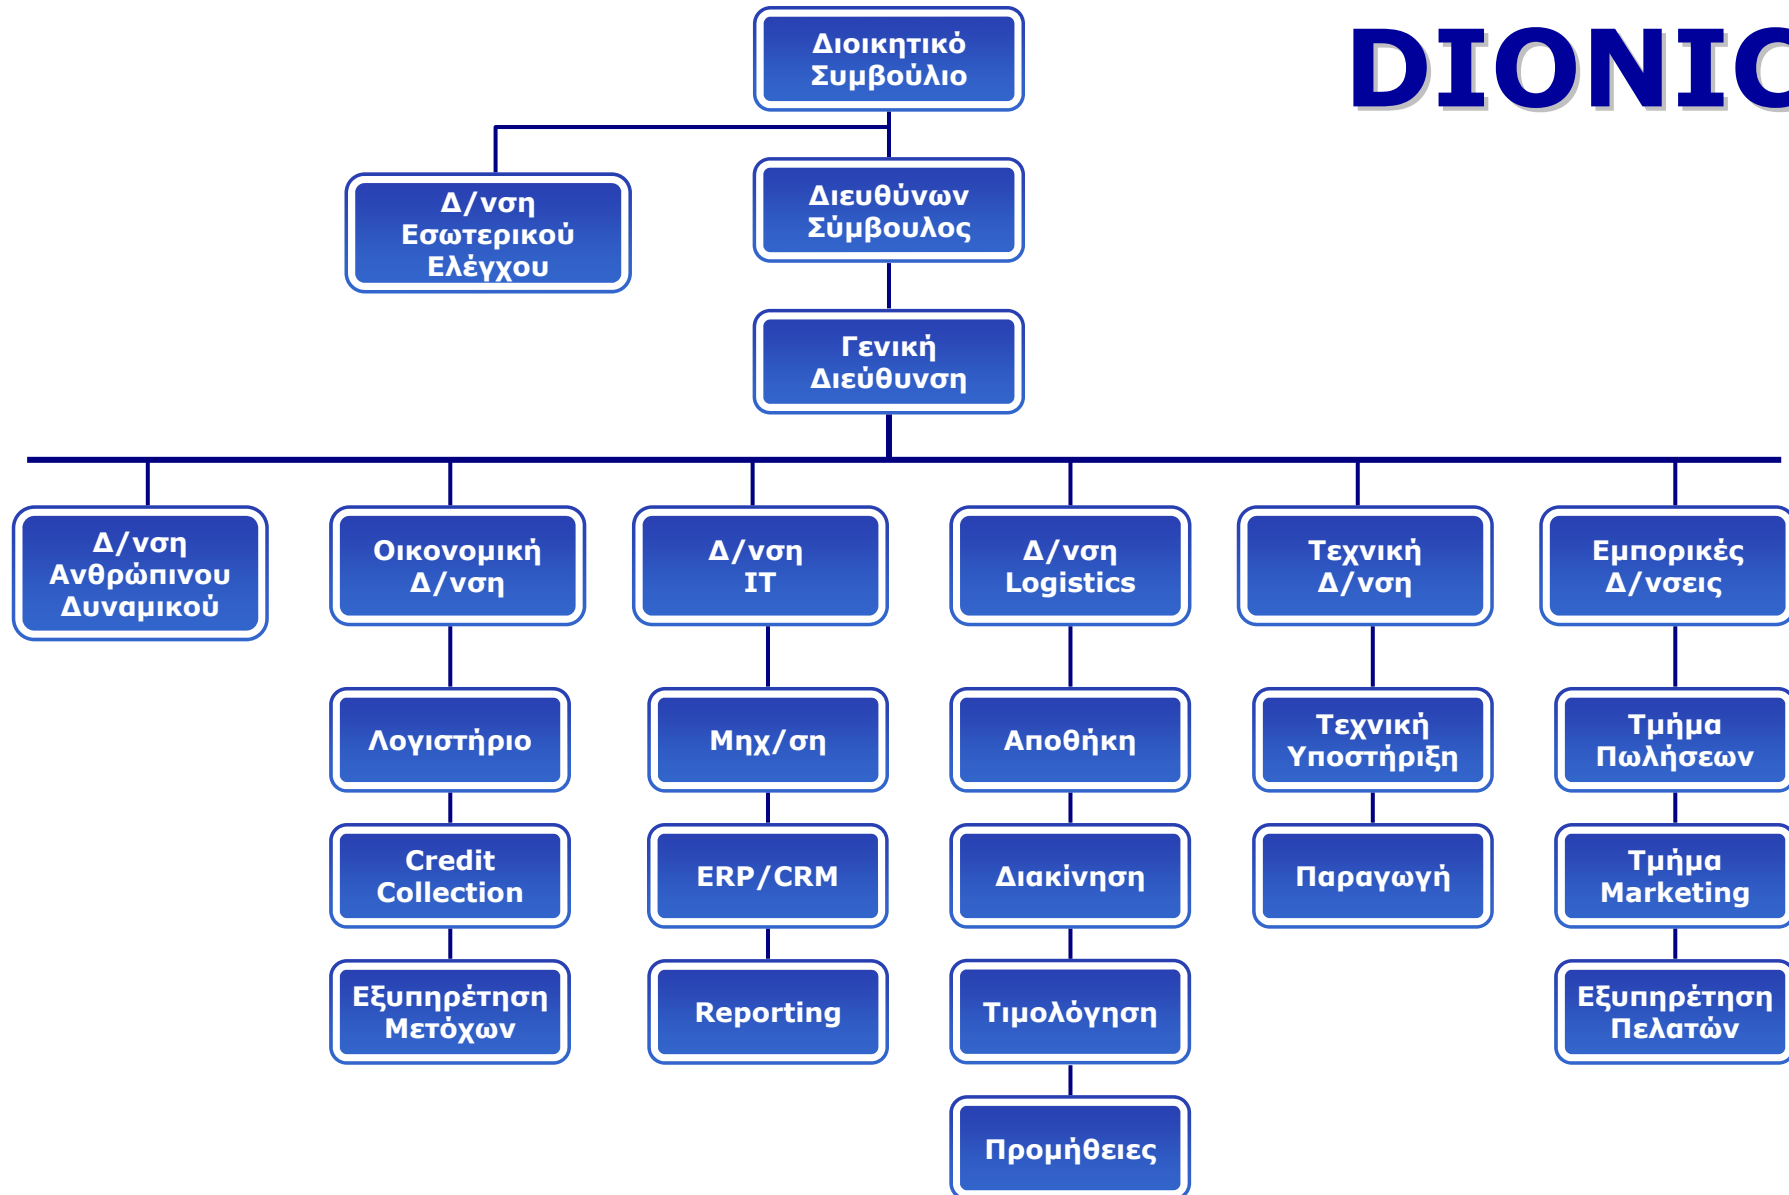 DIONIC
Διοικητικό
Συμβούλιο
Δ/νση
Εσωτερικού
Ελέγχου
Διευθύνων
Σύμβουλος
Γενική
Διεύθυνση
Δ/νση
Ανθρώπινου
Δυναμικού
Οικονομική
Δ/νση
Δ/νση
IT
Δ/νση
Logistics
Τεχνική
Δ/νση
Εμπορικές
Δ/νσεις
Λογιστήριο
Μηχ/ση
Αποθήκη
Τεχνική
Υποστήριξη
Τμήμα
Πωλήσεων
Credit
Collection
ERP/CRM
Διακίνηση
Παραγωγή
Τμήμα
Marketing
Εξυπηρέτηση
Μετόχων
Reporting
Τιμολόγηση
Εξυπηρέτηση
Πελατών
Προμήθειες